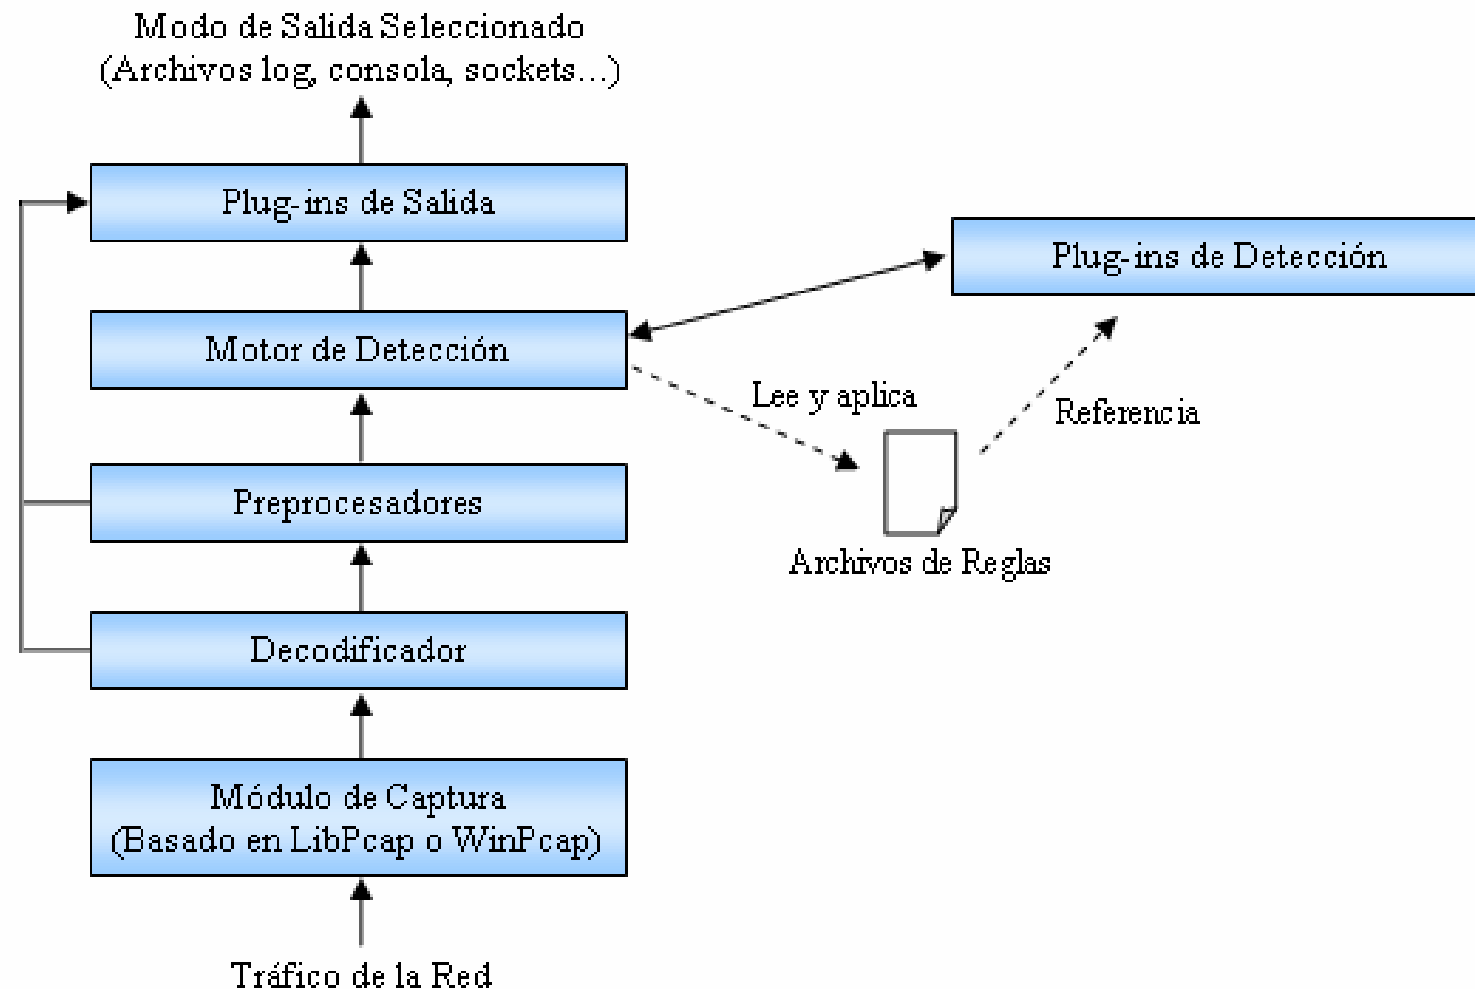 Modo de Salida Seleccionado
(Archivos log, consola, sockets...)
Plug-ins de Salida
Plug-ins de Detección
Motor de Detección
Lee y aplica
Referencia
Preprocesadores
Archivos de Reglas
Decodificador
Módulo de Captura
(Basado en LibPcap o WinPcap)
Tráfico de la Red